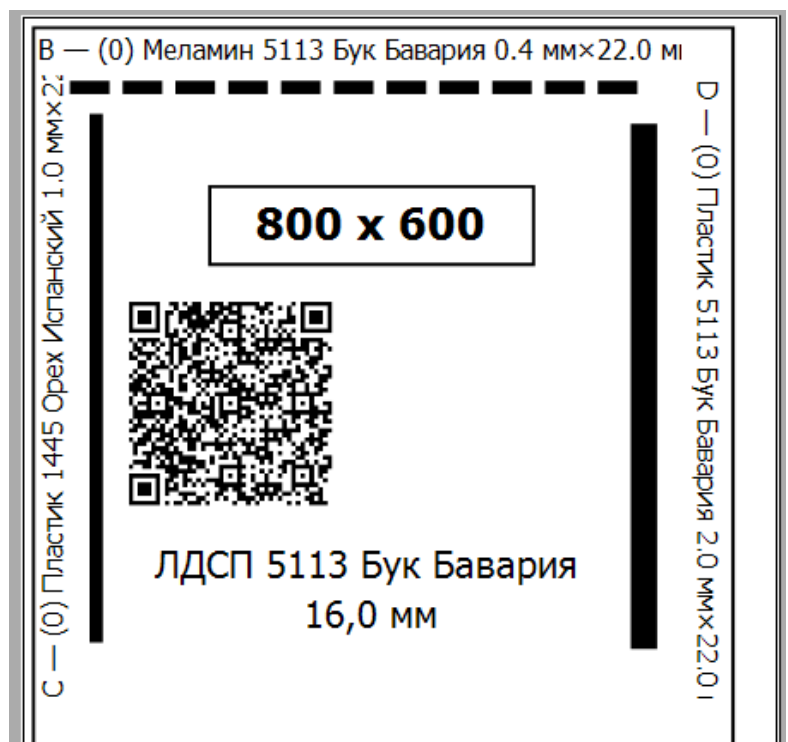 B — (0) Меламин 5113 Бук Бавария 0.4 мм×22.0
C — (0) Пластик 1445 Орех Испанский 1.0 мм×22
D — (0) Пластик 5113 Бук Бавария 2.0 мм×22.0
800 x 600
ЛДСП 5113 Бук Бавария
16,0 мм